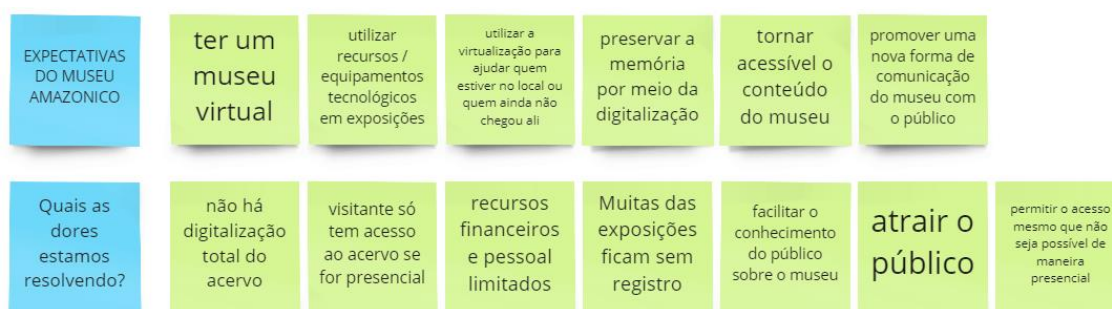 EXPECTATIVAS
DO MUSEU
AMAZONICO
ter um
museu
virtual
utilizar
recursos /
equipamentos
tecnológicos
em exposições
utilizar a
virtualização para
ajudar quem
estiver no local ou
quem ainda não
chegou ali
preservar a
memória
por meio da
digitalização
tornar
acessível o
conteúdo
do museu
promover uma
nova forma de
comunicação
do museu com
o público
Quais as
dores
estamos
resolvendo?
não há
digitalização
total do
acervo
visitante só
tem acesso
ao acervo se
for presencial
recursos
financeiros
e pessoal
limitados
Muitas das
exposições
ficam sem
registro
facilitar o
conhecimento
do público
sobre o museu
atrair o
público
permitir o acesso
mesmo que não
seja possível de
maneira
presencial